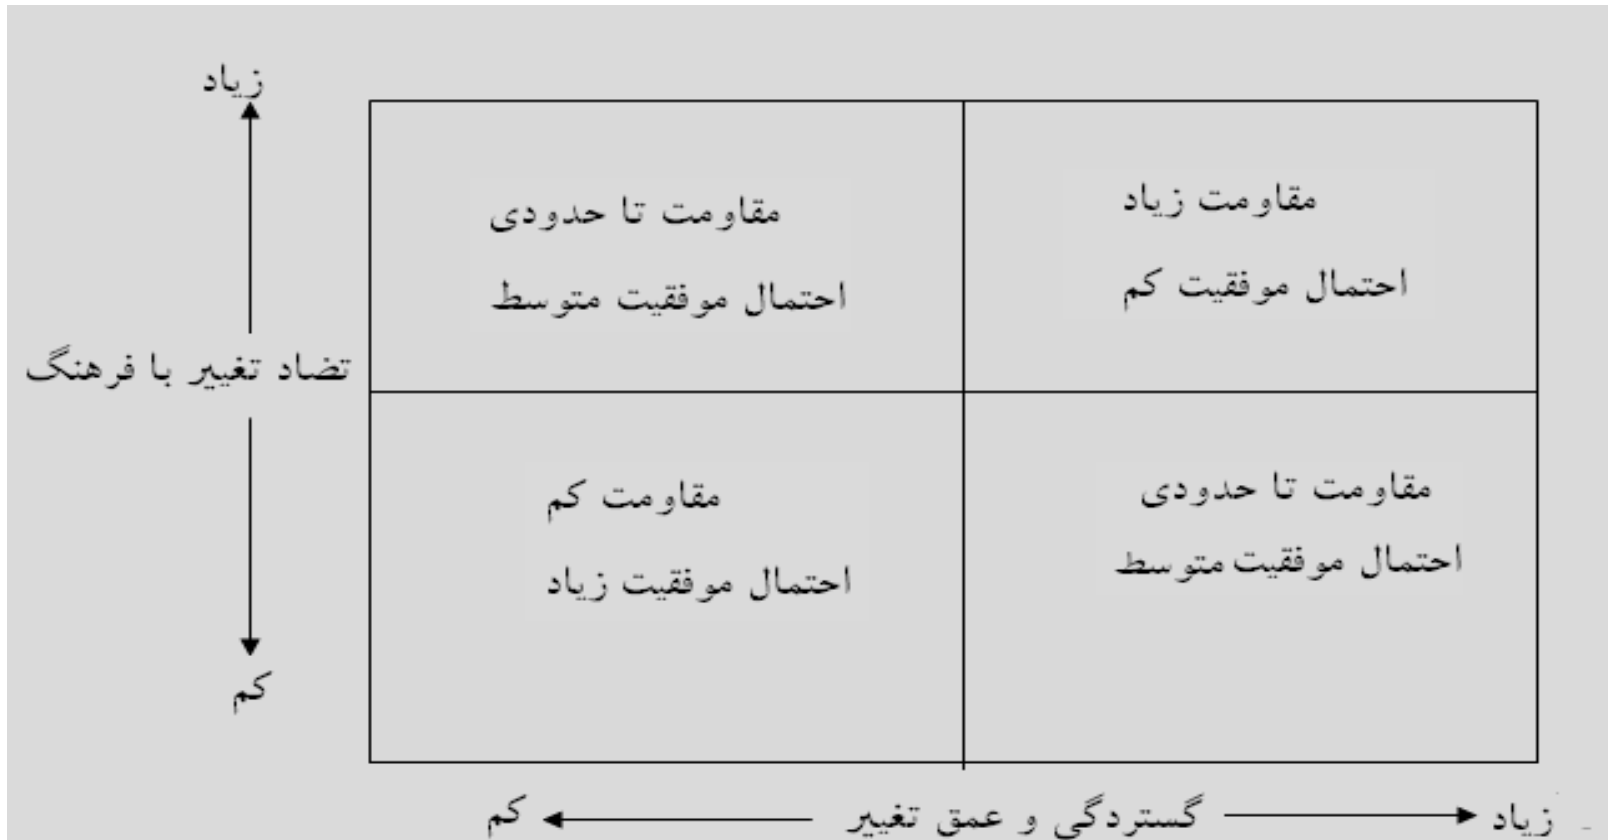 زیاد
مقاومت زیاد
احتمال موفقیت کم
مقاومت تا حدودی
احتمال موفقیت متوسط
تضاد تغییر با فرهنگ
مقاومت تا حدودی
احتمال موفقیت متوسط
مقاومت کم
احتمال موفقیت زیاد
کم
زیاد
گستردگی و عمق تغییر
کم